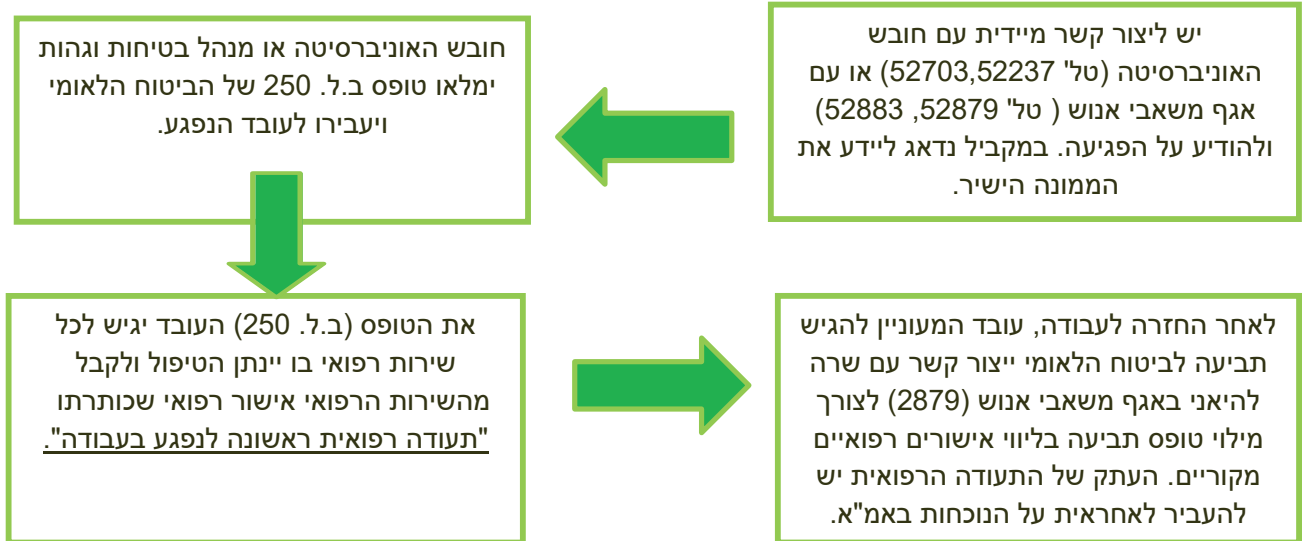 יש ליצור קשר מיידית עם חובש
האוניברסיטה (טל' 52703,52237) או עם
אגף משאבי אנוש ( טל' 52879, 52883)
ולהודיע על הפגיעה. במקביל נדאג ליידע את
הממונה הישיר.
חובש האוניברסיטה או מנהל בטיחות וגהות
ימלאו טופס ב.ל. 250 של הביטוח הלאומי
ויעבירו לעובד הנפגע.
את הטופס (ב.ל. 250) העובד יגיש לכל
שירות רפואי בו יינתן הטיפול ולקבל
מהשירות הרפואי אישור רפואי שכותרתו
"תעודה רפואית ראשונה לנפגע בעבודה".
לאחר החזרה לעבודה, עובד המעוניין להגיש
תביעה לביטוח הלאומי ייצור קשר עם שרה
להיאני באגף משאבי אנוש (2879) לצורך
מילוי טופס תביעה בליווי אישורים רפואיים
מקוריים. העתק של התעודה הרפואית יש
להעביר לאחראית על הנוכחות באמ"א.